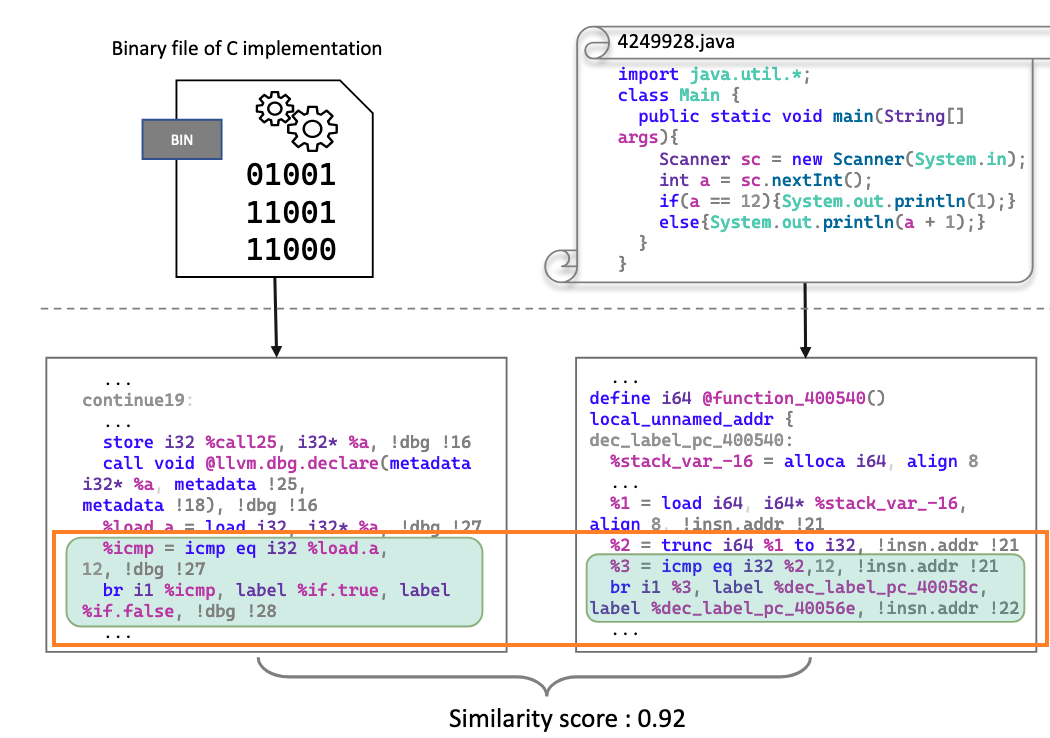 Binary file of C implementation
BIN
01001
11001
11000
4249928.java
import java.util.*;
class Main {
public static void main(String[]
args){
Scanner sc = new Scanner(System.in);
int a = sc.nextInt();
if(a == 12){System.out.println(1);}
else{System.out.println(a + 1);}
}
}
...
continue19:
...
store i32 %call25, i32* %a, !dbg !16
call void @llvm.dbg.declare(metadata
i32* %a, metadata !25,
metadata !18), !dbg !16
%load.a = load i32, i32* %a, !dbg !27
%icmp = icmp eq i32 %load.a,
12, !dbg !27
br i1 %icmp, label %if.true, label
%if.false, !dbg !28
...
...
define i64 @function_400540()
local_unnamed_addr {
dec_label_pc_400540:
%stack_var_-16 = alloca i64, align 8
...
%1 = load i64, i64* %stack_var_-16,
align 8, !insn.addr !21
%2 = trunc i64 %1 to i32, !insn.addr !21
%3 = icmp eq i32 %2,12, !insn.addr !21
br i1 %3, label %dec_label_pc_40058c,
label %dec_label_pc_40056e, !insn.addr !22
...
Similarity score : 0.92